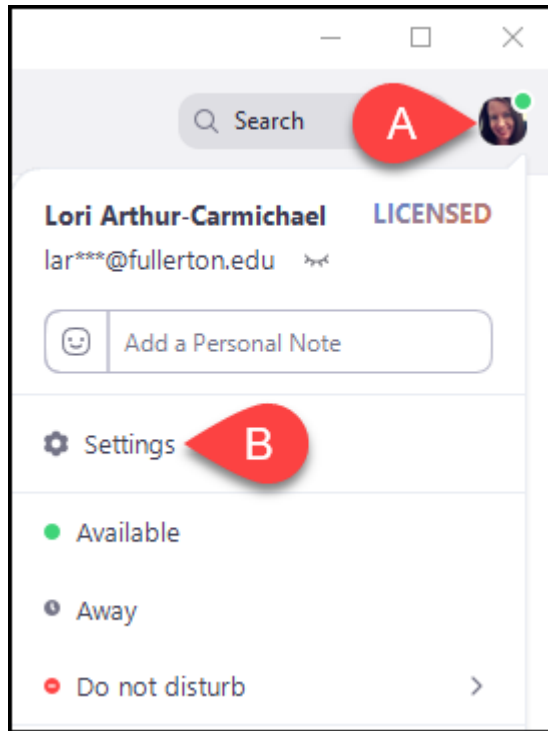 Search
A
Lori Arthur-Carmichael LICENSED
lar***@fullerton.edu
Add a Personal Note
Settings B
Available
Away
Do not disturb